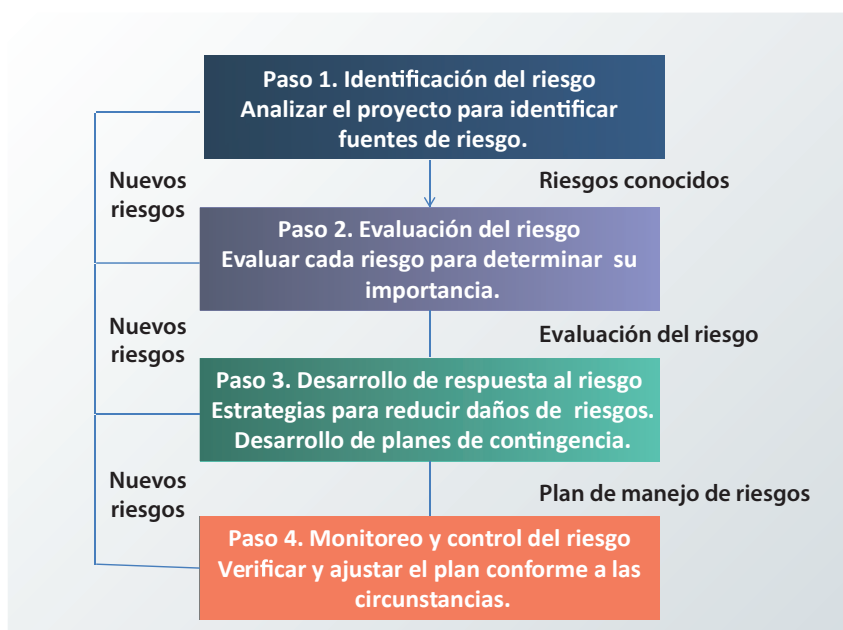 Paso 1. Identificación del riesgo
Analizar el proyecto para identificar
fuentes de riesgo.
Nuevos
riesgos
Riesgos conocidos
Paso 2. Evaluación del riesgo
Evaluar cada riesgo para determinar su
importancia.
Nuevos
riesgos
Evaluación del riesgo
Paso 3. Desarrollo de respuesta al riesgo
Estrategias para reducir daños de riesgos.
Desarrollo de planes de contingencia.
Nuevos
riesgos
Plan de manejo de riesgos
Paso 4. Monitoreo y control del riesgo
Verificar y ajustar el plan conforme a las
circunstancias.